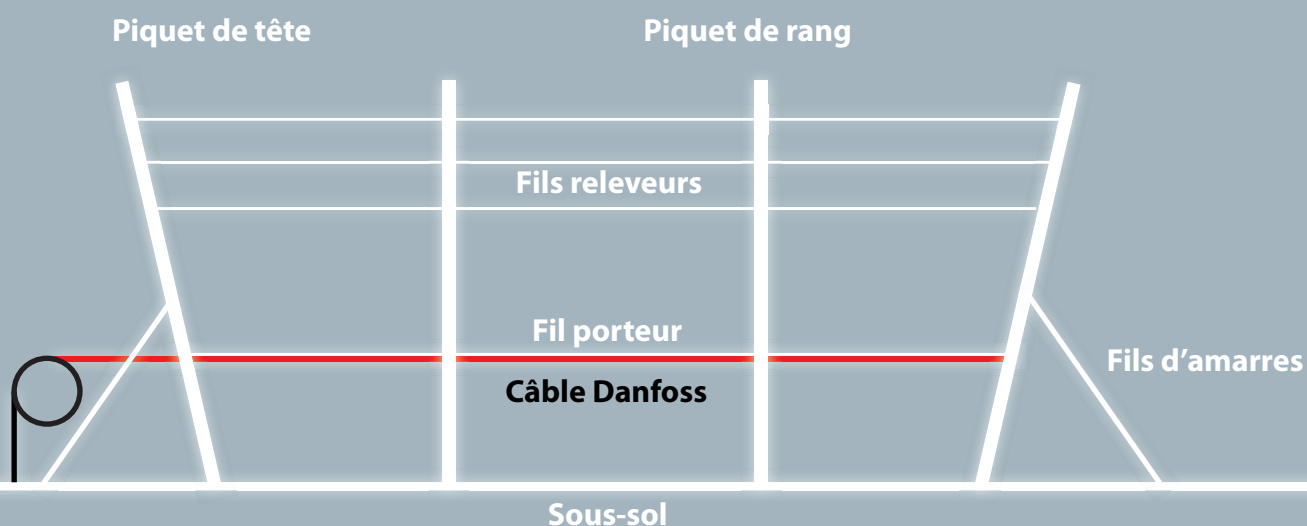 Piquet de tête
Piquet de rang
Fils releveurs
Fil porteur
Fils d’amarres
Câble Danfoss
Sous-sol